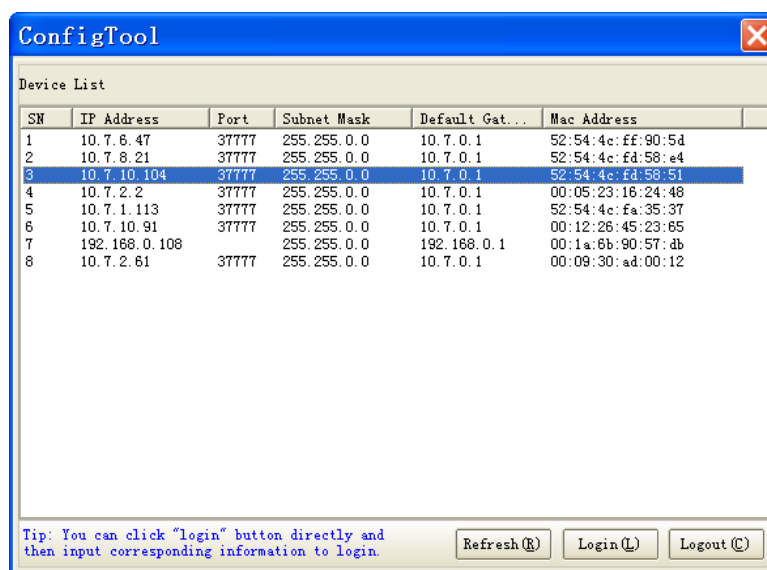 ConfigTool
Device List
SN IP Address Port Subnet Mask Default Gat... Mac Address
1 10.7.6.47 37777 255.255.0.0 10.7.0.1 52:54:4c:ff:90:5d
2 10.7.8.21 37777 255.255.0.0 10.7.0.1 52:54:4c:fd:58:e4
3 10.7.10.104 37777 255.255.0.0 10.7.0.1 52:54:4c:fd:58:51
4 10.7.2.2 37777 255.255.0.0 10.7.0.1 00:05:23:16:24:48
5 10.7.1.113 37777 255.255.0.0 10.7.0.1 52:54:4c:fa:35:37
6 10.7.10.91 37777 255.255.0.0 10.7.0.1 00:12:26:45:23:65
7 192.168.0.108 255.255.0.0 192.168.0.1 00:1a:6b:90:57:db
8 10.7.2.61 37777 255.255.0.0 10.7.0.1 00:09:30:ad:00:12
Tip: You can click "login" button directly and
then input corresponding information to login.
Refresh(R) Login(L) Logout(C)